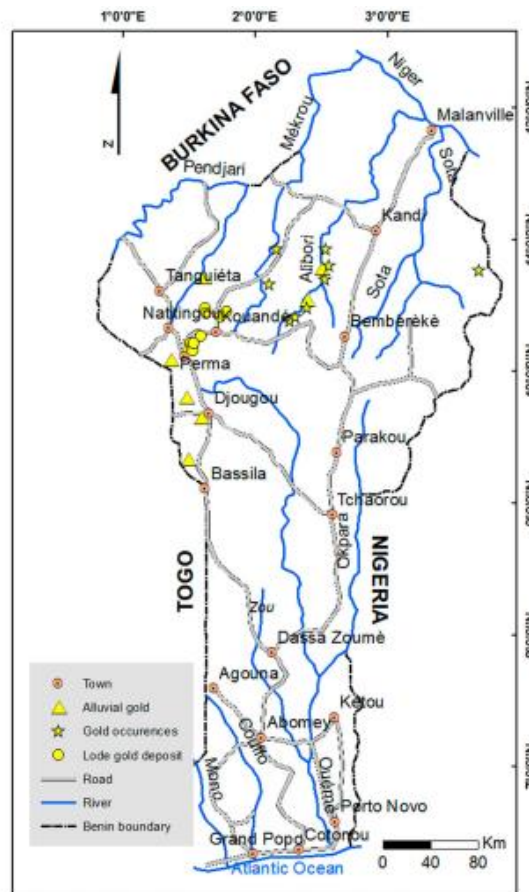 1°0'0"E
2°0'0"E
3°0'0"E
N
BURKINA FASO
Niger
Mékrou
Malanville
Pendjari
Sota
Kandi
Alibori
Tanguiéta
Sota
Kouandé
Bembèrèkè
Perma
Djougou
Parakou
Bassila
Tchaorou
Okpara
TOGO
NIGERIA
Zou
Dassa Zoumè
Agouna
Kétou
Abomey
Couffo
Mono
Ouémé
Porto Novo
Grand Popo
Cotonou
Atlantic Ocean
Town
Alluvial gold
Gold occurences
Lode gold deposit
Road
River
Benin boundary
Km
0
40
80